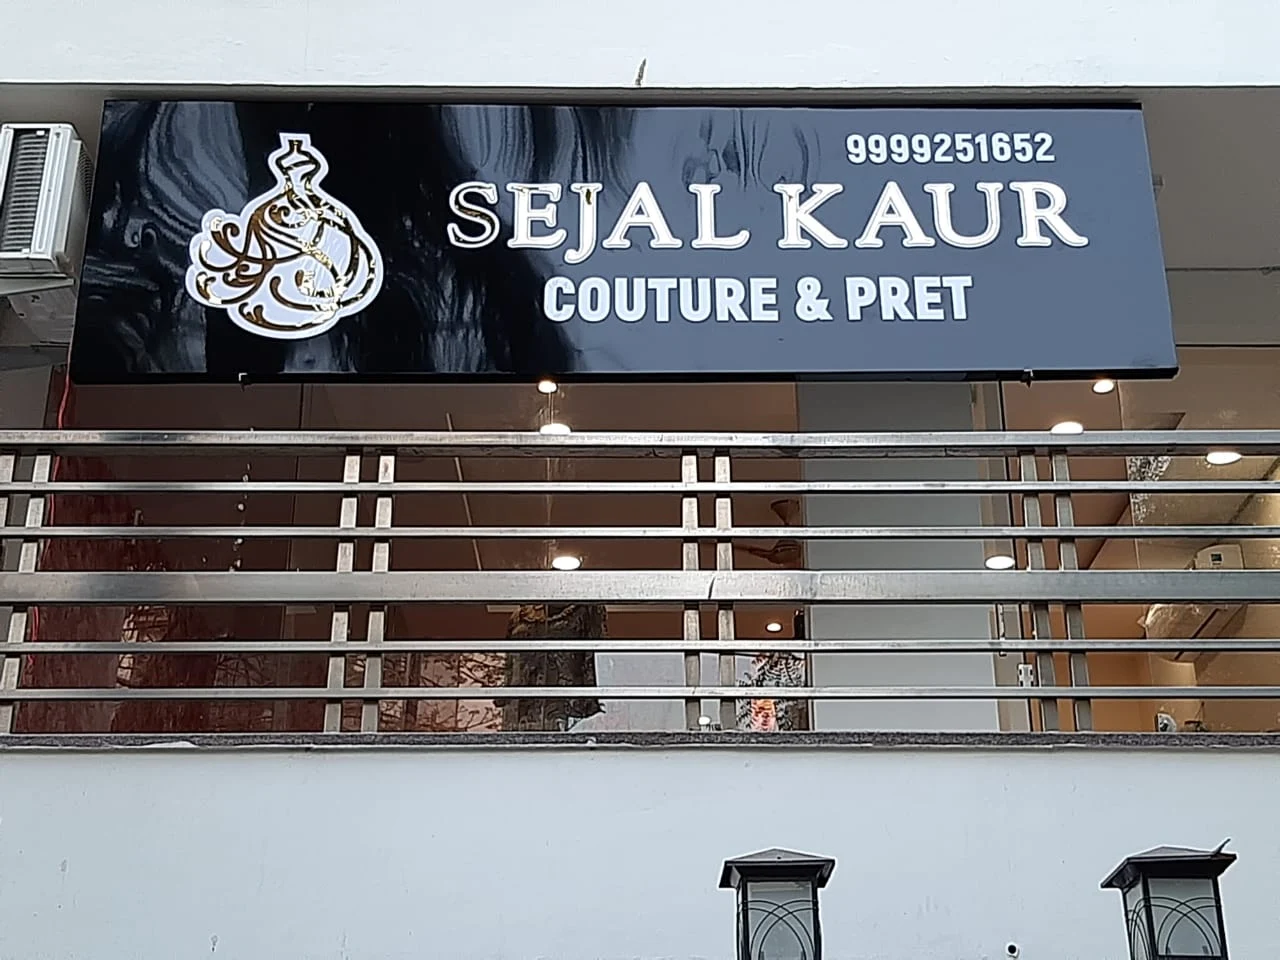 9999251652
SEJAL KAUR
COUTURE & PRET